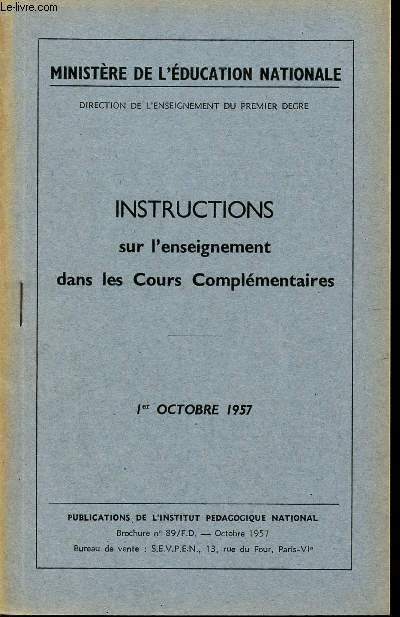 Le-livre.com
MINISTÈRE DE L'ÉDUCATION NATIONALE
DIRECTION DE L'ENSEIGNEMENT DU PREMIER DEGRE
INSTRUCTIONS
sur l'enseignement
dans les Cours Complémentaires
1er OCTOBRE 1957
PUBLICATIONS DE L'INSTITUT PEDAGOGIQUE NATIONAL
Brochure n° 89/F.D. — Octobre 1957
Bureau de vente : S.E.V.P.E.N., 13, rue du Four, Paris-VIe